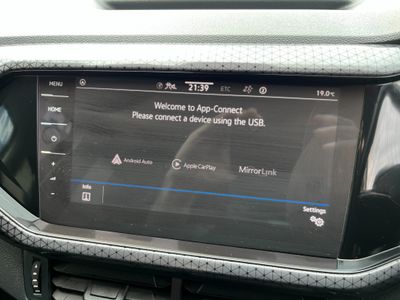 MENU
21:39 ETC 19.0°C
HOME
Welcome to App-Connect
Please connect a device using the USB.
Android Auto Apple CarPlay MirrorLink
Info
Settings